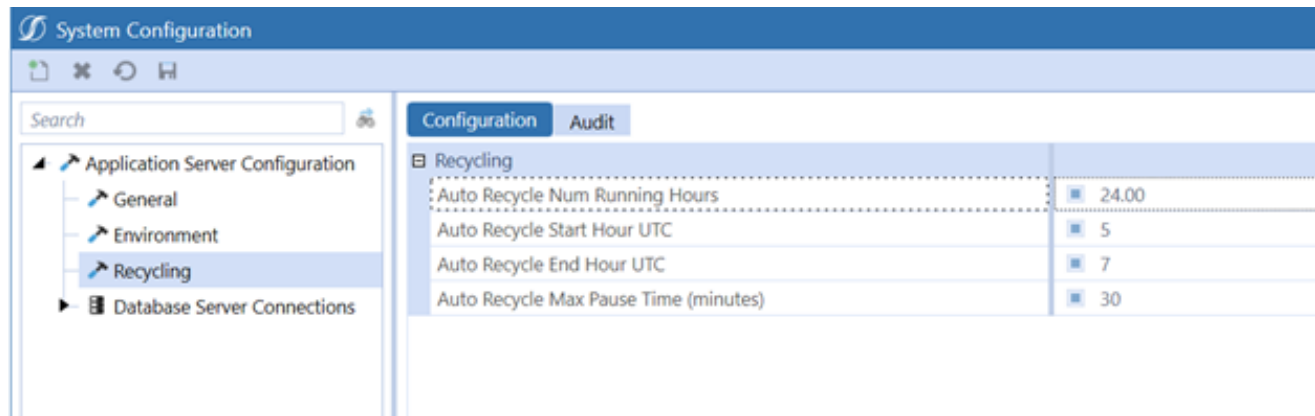 System Configuration
Search
Application Server Configuration
General
Environment
Recycling
Database Server Connections
Configuration Audit
Recycling
Auto Recycle Num Running Hours 24.00
Auto Recycle Start Hour UTC 5
Auto Recycle End Hour UTC 7
Auto Recycle Max Pause Time (minutes) 30